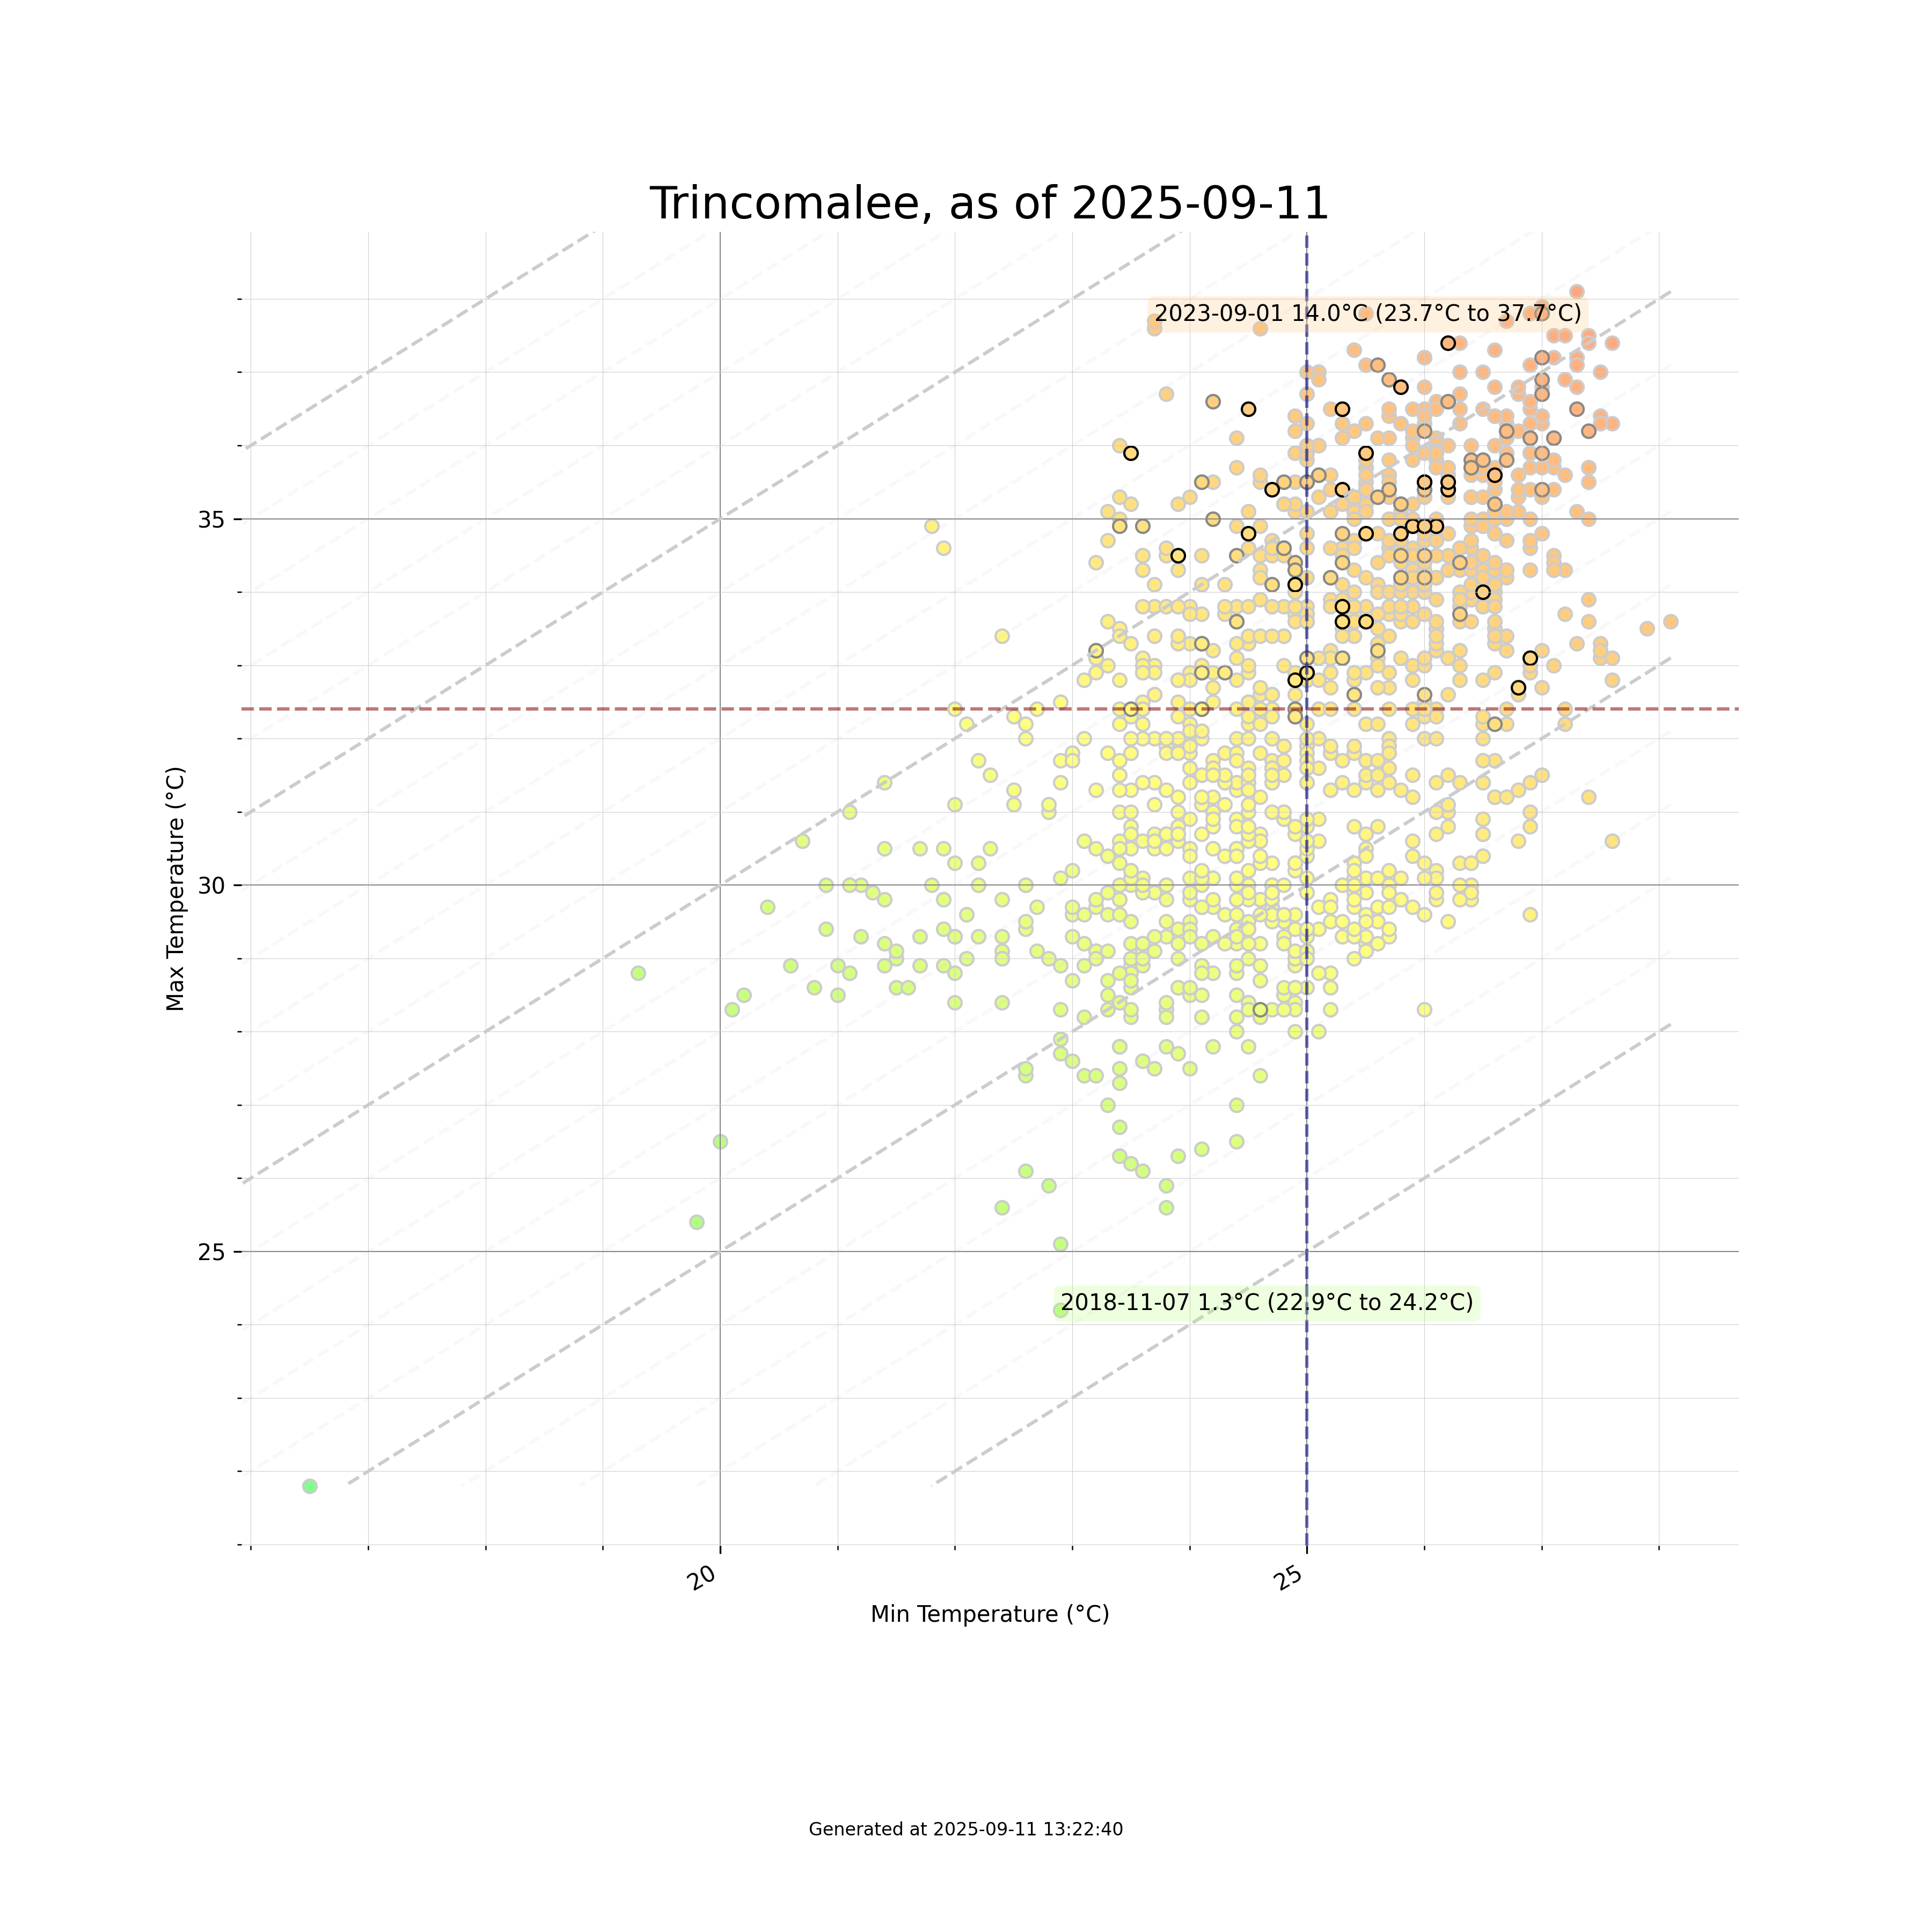 Trincomalee, as of 2025-09-11
2023-09-01 14.0°C (23.7°C to 37.7°C)
35
30
25
Max Temperature (°C)
2018-11-07 1.3°C (22.9°C to 24.2°C)
20
25
Min Temperature (°C)
Generated at 2025-09-11 13:22:40